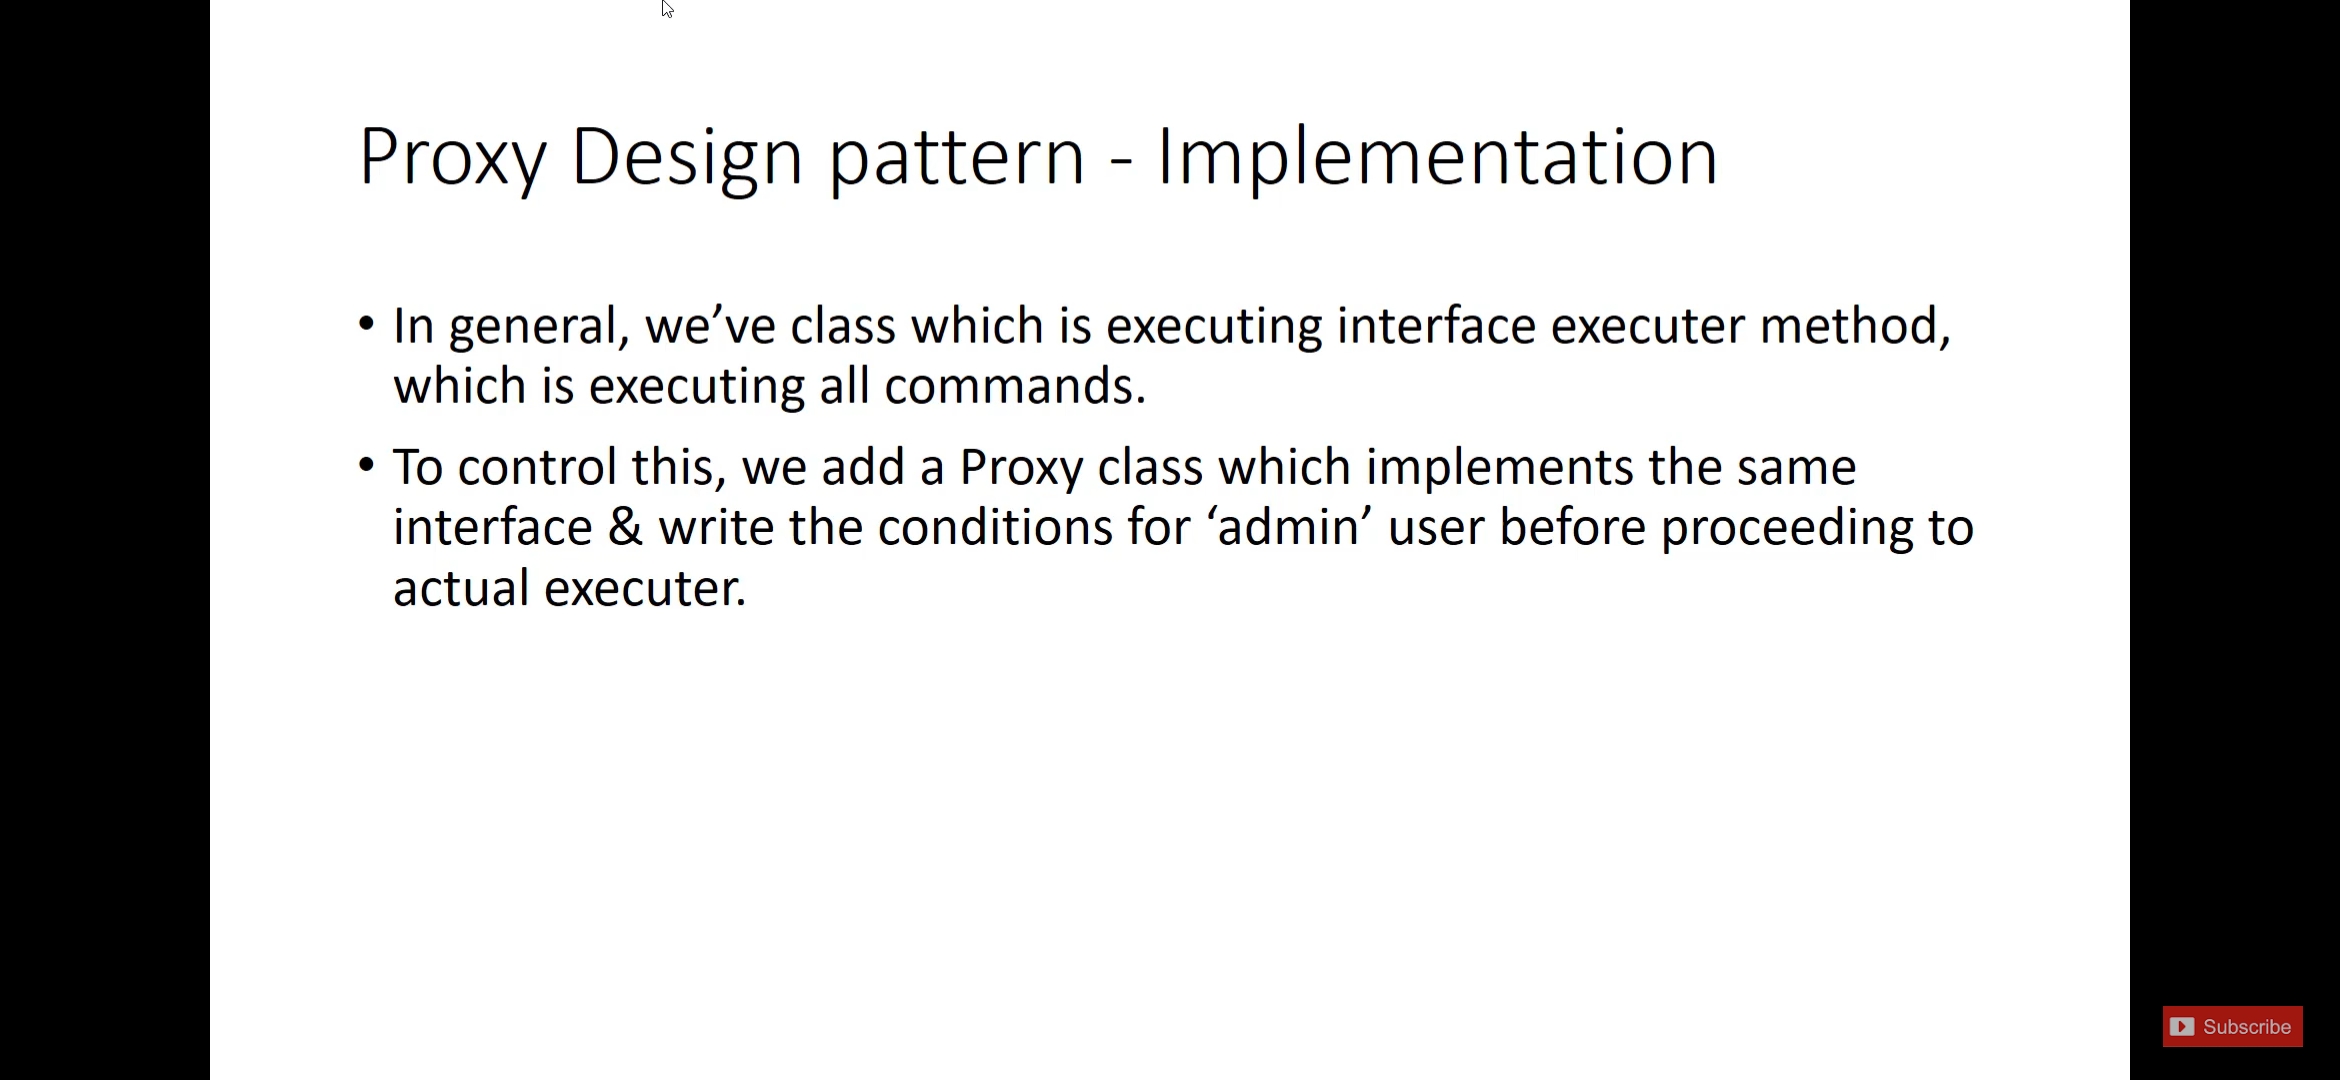 Proxy Design pattern - Implementation
• In general, we’ve class which is executing interface executer method,
which is executing all commands.
• To control this, we add a Proxy class which implements the same
interface & write the conditions for ‘admin’ user before proceeding to
actual executer.
Subscribe